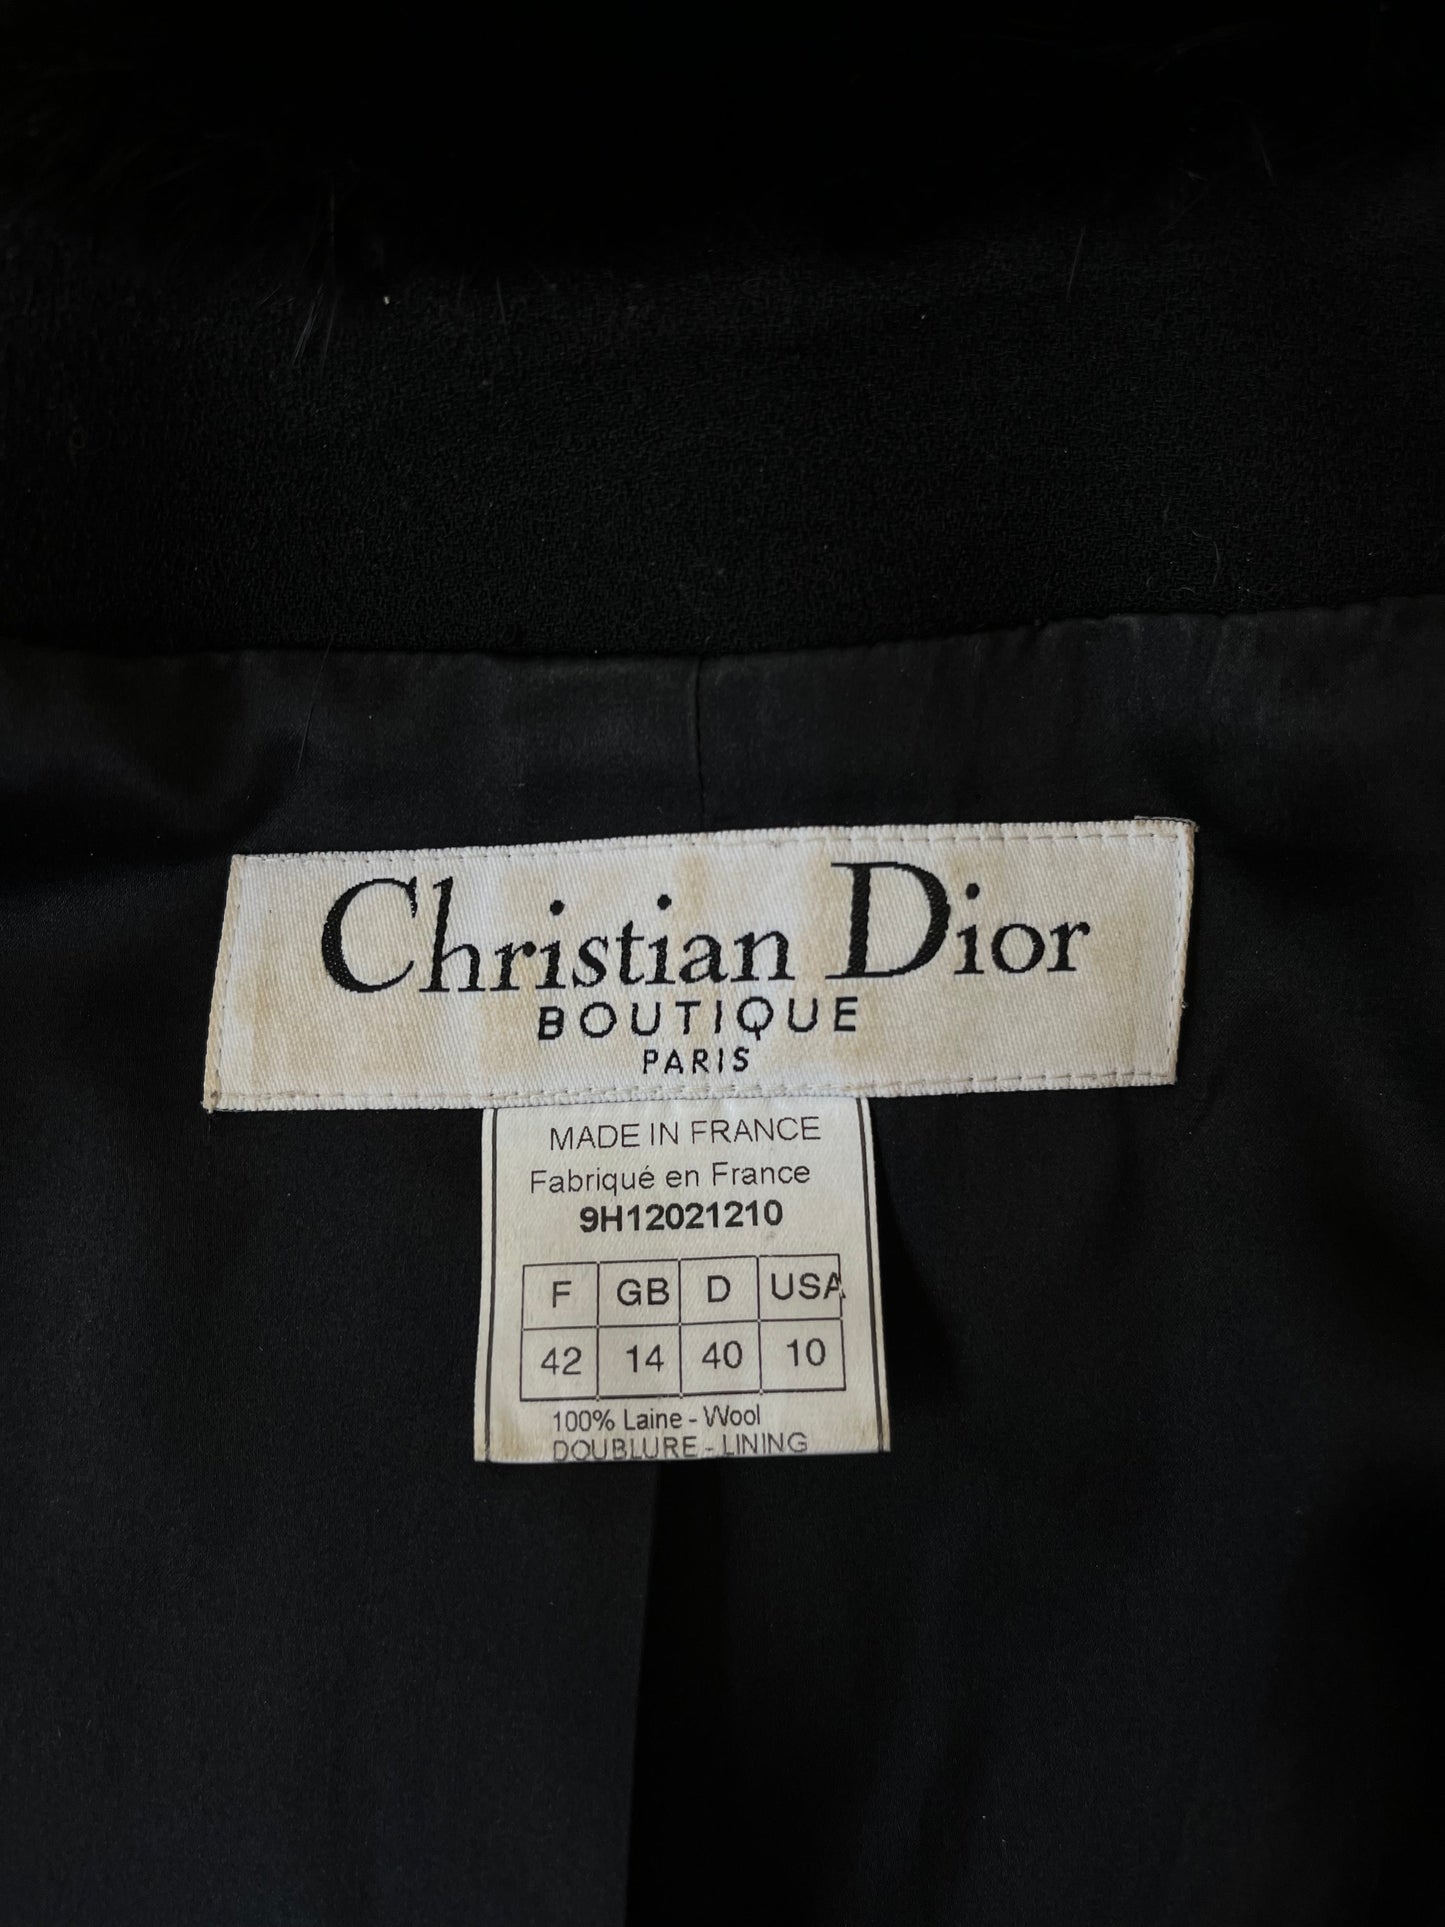 Christian Dior
BOUTIQUE
PARIS
MADE IN FRANCE
Fabriqué en France
9H12021210
F GB D USA
42 14 40 10
100% Laine - Wool
DOUBLURE - LINING